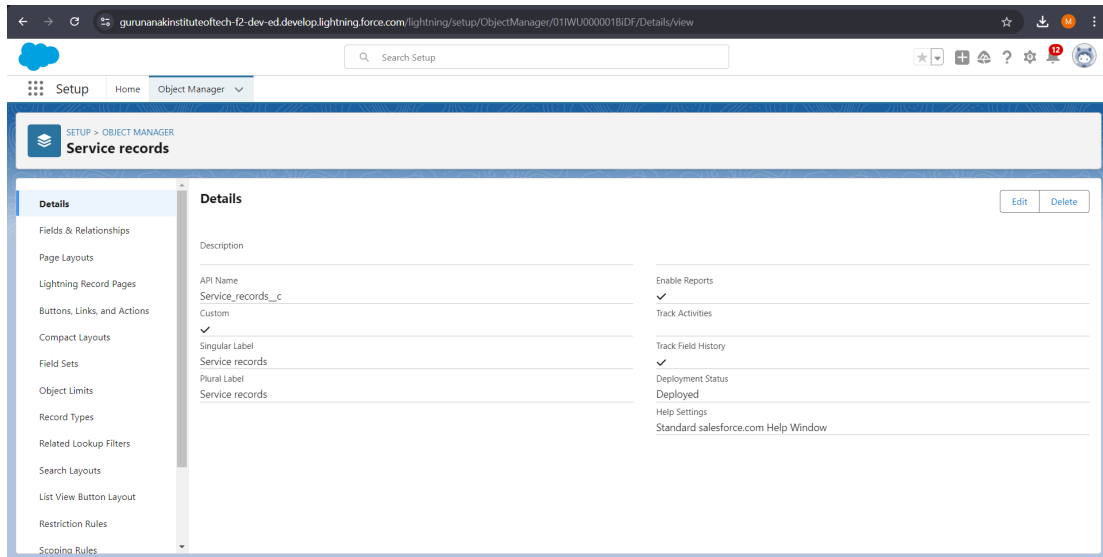 gurunanakinstituteoftech-f2-dev-ed.develop.lightning.force.com/lightning/setup/ObjectManager/01IWU000001BiDF/Details/view
M
Search Setup
12
Setup
Home
Object Manager
SETUP > OBJECT MANAGER
Service records
Details
Fields & Relationships
Page Layouts
Lightning Record Pages
Buttons, Links, and Actions
Compact Layouts
Field Sets
Object Limits
Record Types
Related Lookup Filters
Search Layouts
List View Button Layout
Restriction Rules
Scoping Rules
Details
Edit
Delete
Description
API Name
Service_records__c
Custom
Singular Label
Service records
Plural Label
Service records
Enable Reports
Track Activities
Track Field History
Deployment Status
Deployed
Help Settings
Standard salesforce.com Help Window